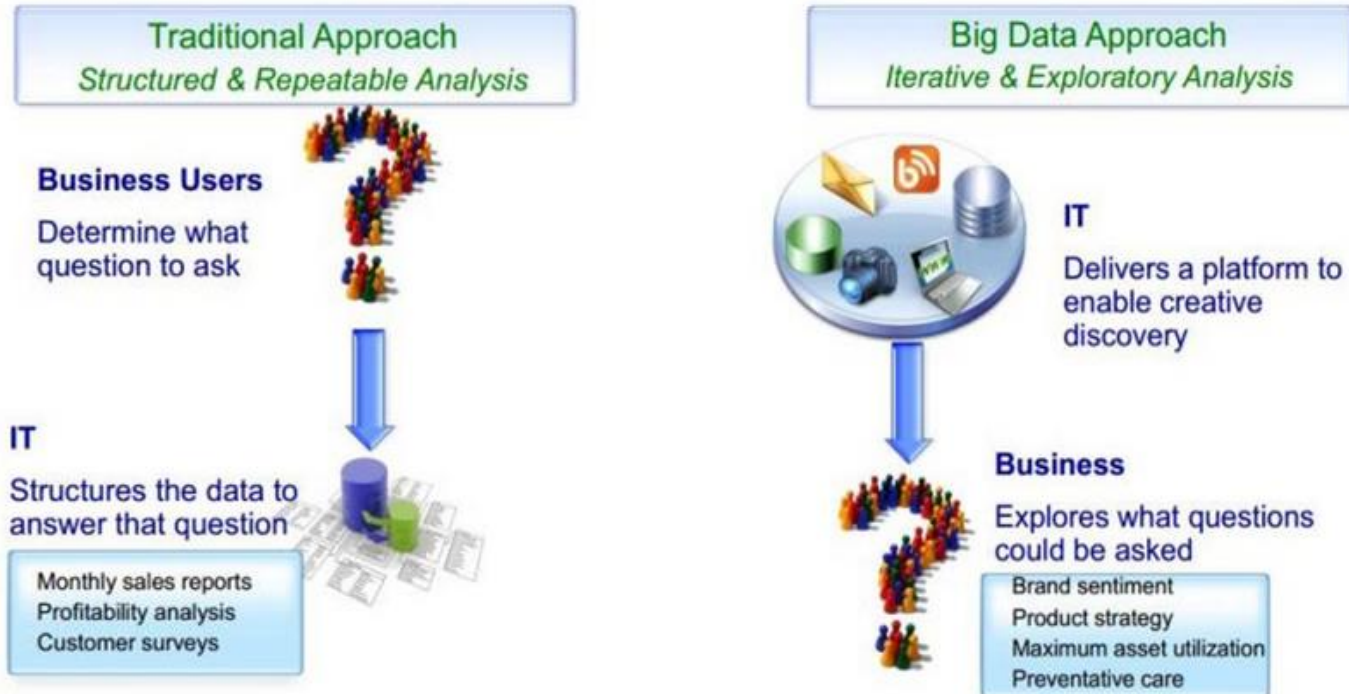 Traditional Approach
Structured & Repeatable Analysis
Business Users
Determine what
question to ask
IT
Structures the data to
answer that question
Monthly sales reports
Profitability analysis
Customer surveys
Big Data Approach
Iterative & Exploratory Analysis
IT
Delivers a platform to
enable creative
discovery
Business
Explores what questions
could be asked
Brand sentiment
Product strategy
Maximum asset utilization
Preventative care